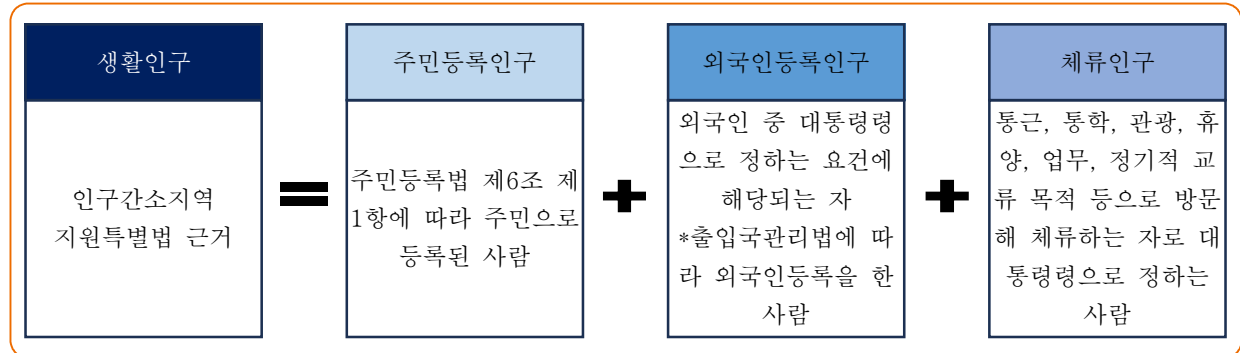 생활인구
인구간소지역
지원특별법 근거
=
주민등록인구
주민등록법 제6조 제
1항에 따라 주민으로
등록된 사람
+
외국인등록인구
외국인 중 대통령령
으로 정하는 요건에
해당되는 자
*출입국관리법에 따
라 외국인등록을 한
사람
+
체류인구
통근, 통학, 관광, 휴
양, 업무, 정기적 교
류 목적 등으로 방문
해 체류하는 자로 대
통령령으로 정하는
사람